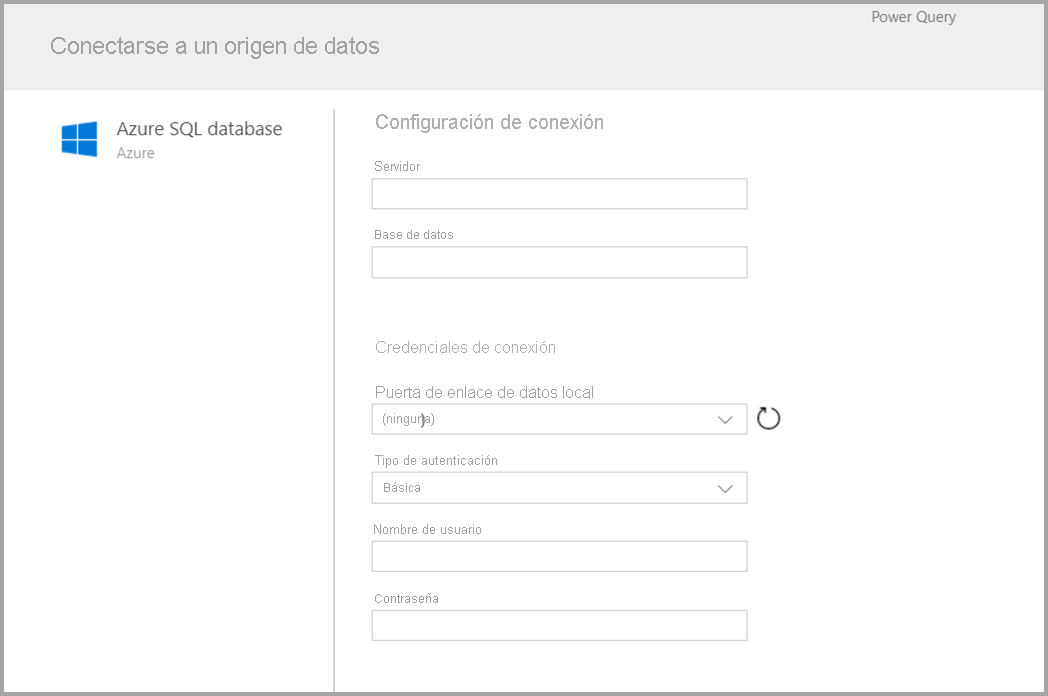 Power Query
Conectarse a un origen de datos
Azure SQL database
Azure
Configuración de conexión
Servidor
Base de datos
Credenciales de conexión
Puerta de enlace de datos local
(ninguna)
Tipo de autenticación
Básica
Nombre de usuario
Contraseña